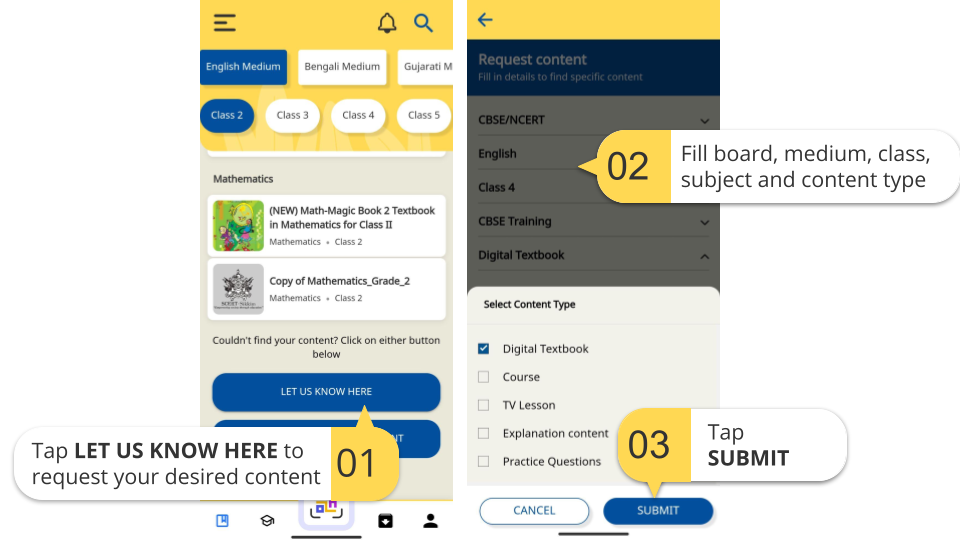 English Medium
Bengali Medium
Gujarati M
Class 2
Class 3
Class 4
Class 5
Mathematics
(NEW) Math-Magic Book 2 Textbook
in Mathematics for Class II
Mathematics • Class 2
Copy of Mathematics_Grade_2
Mathematics • Class 2
Couldn't find your content? Click on either button
below
LET US KNOW HERE
Tap LET US KNOW HERE to
request your desired content
01
Request content
Fill in details to find specific content
CBSE/NCERT
English
Class 4
CBSE Training
Digital Textbook
02
Fill board, medium, class,
subject and content type
Select Content Type
Digital Textbook
Course
TV Lesson
Explanation content
Practice Questions
03
Tap
SUBMIT
CANCEL
SUBMIT